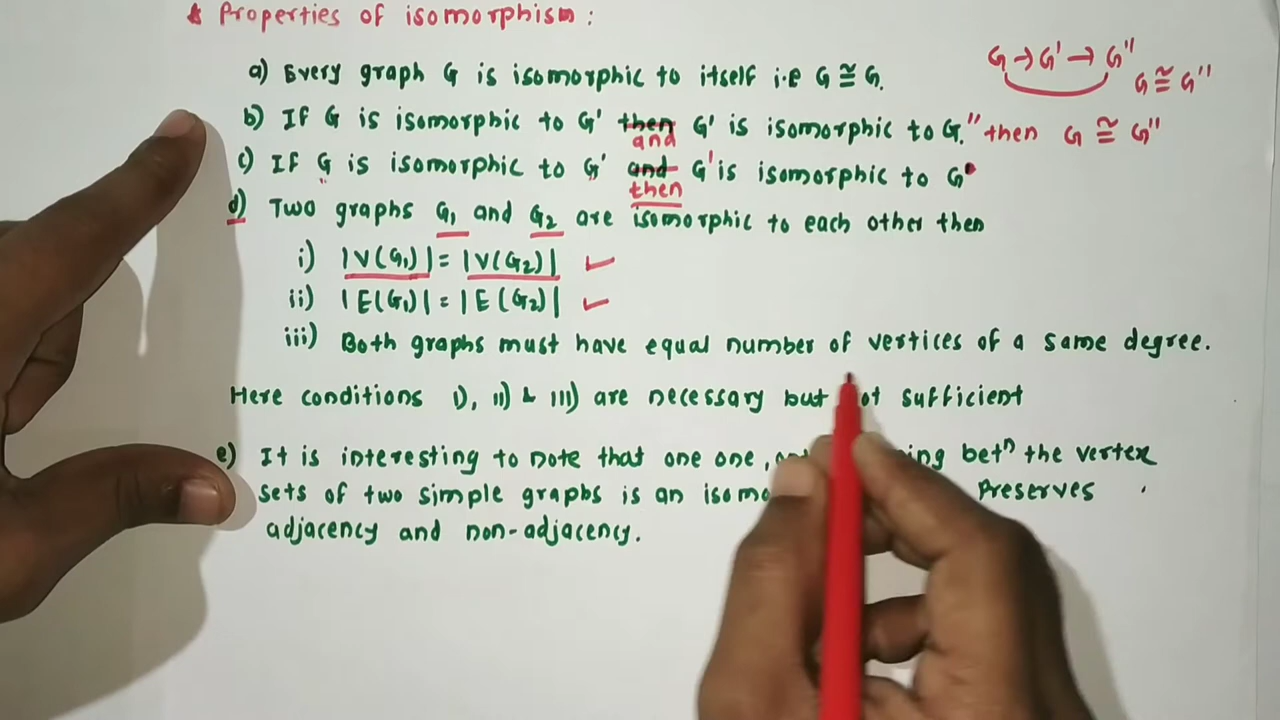 Properties of isomorphism:
G → G' → G''
G ≅ G''
a) Every graph G is isomorphic to itself i.e G ≅ G.
b) If G is isomorphic to G' then G' is isomorphic to G.'' then G ≅ G''
and
c) If G is isomorphic to G' and G' is isomorphic to G'
then
d) Two graphs G1 and G2 are isomorphic to each other then
i) |V(G1)| = |V(G2)| ✓
ii) |E(G1)| = |E(G2)| ✓
iii) Both graphs must have equal number of vertices of a same degree.
Here conditions I), II) & III) are necessary but sufficient
e) It is interesting to note that one one, betn the vertex
sets of two simple graphs is an preserves
adjacency and non-adjacency.